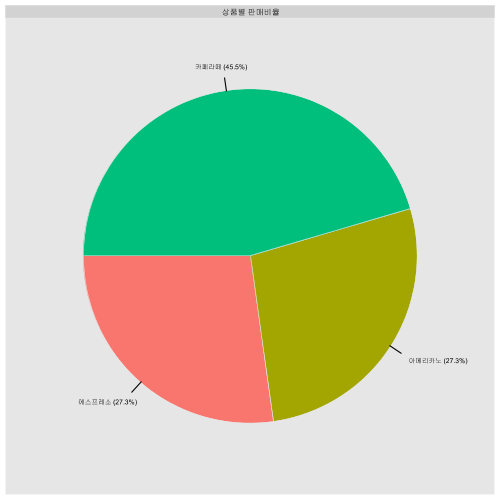 상품별 판매비율
카페라떼 (45.5%)
아메리카노 (27.3%)
에스프레소 (27.3%)